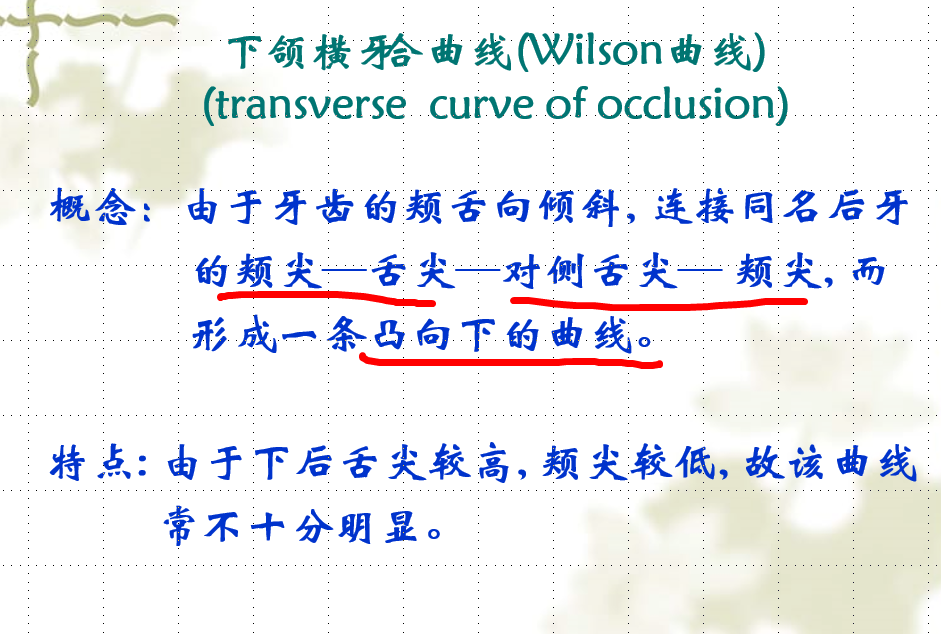 下颌横牙合曲线(Wilson曲线)
(transverse curve of occlusion)
概念：由于牙齿的颊舌向倾斜, 连接同名后牙
的颊尖—舌尖—对侧舌尖—颊尖, 而
形成一条凸向下的曲线。
特点：由于下后舌尖较高, 颊尖较低, 故该曲线
常不十分明显。